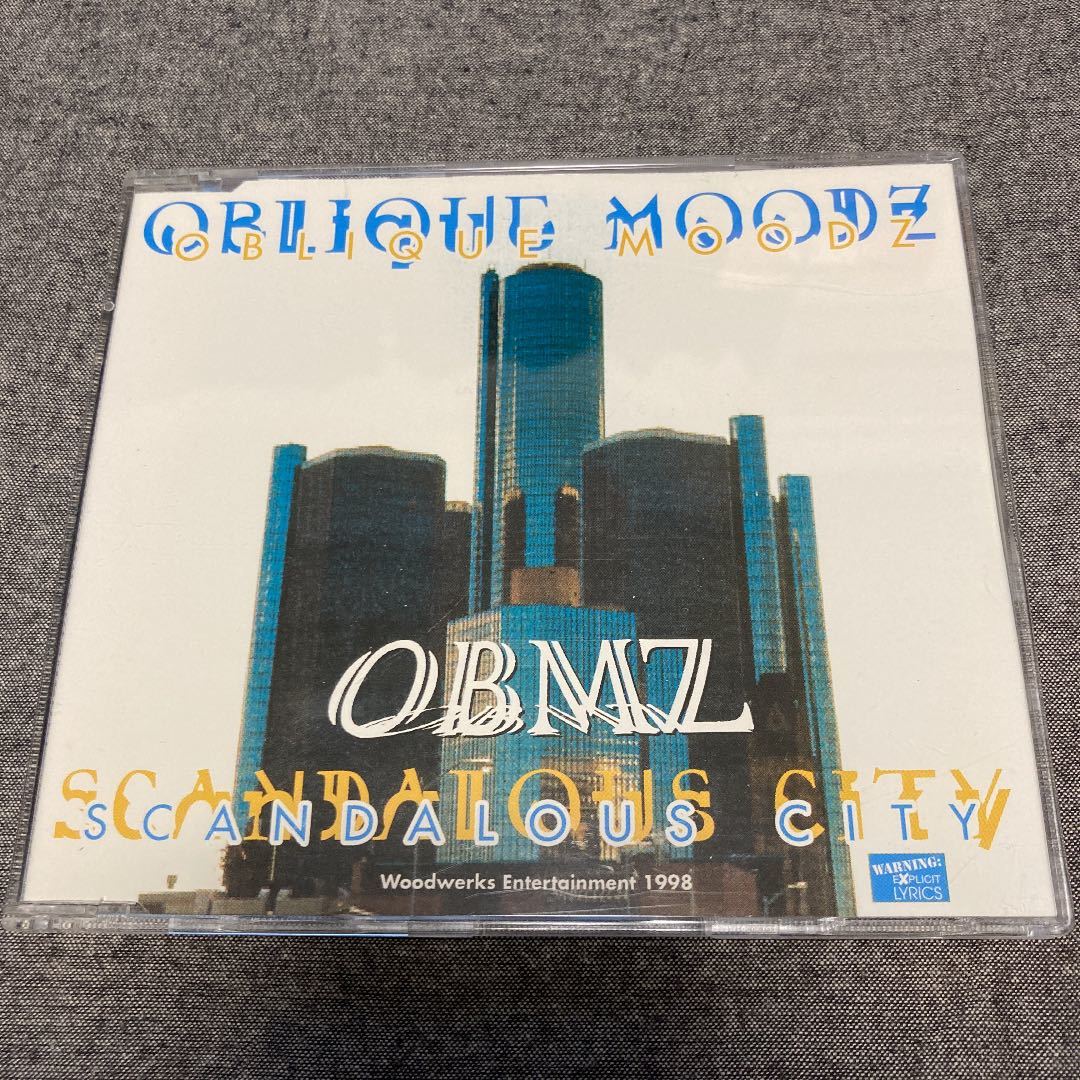 OBLIQUE MOODZ
OBLIQUE MOODZ
OBMZ
SCANDALOUS CITY
SCANDALOUS CITY
Woodwerks Entertainment 1998
WARNING:
EXPLICIT
LYRICS